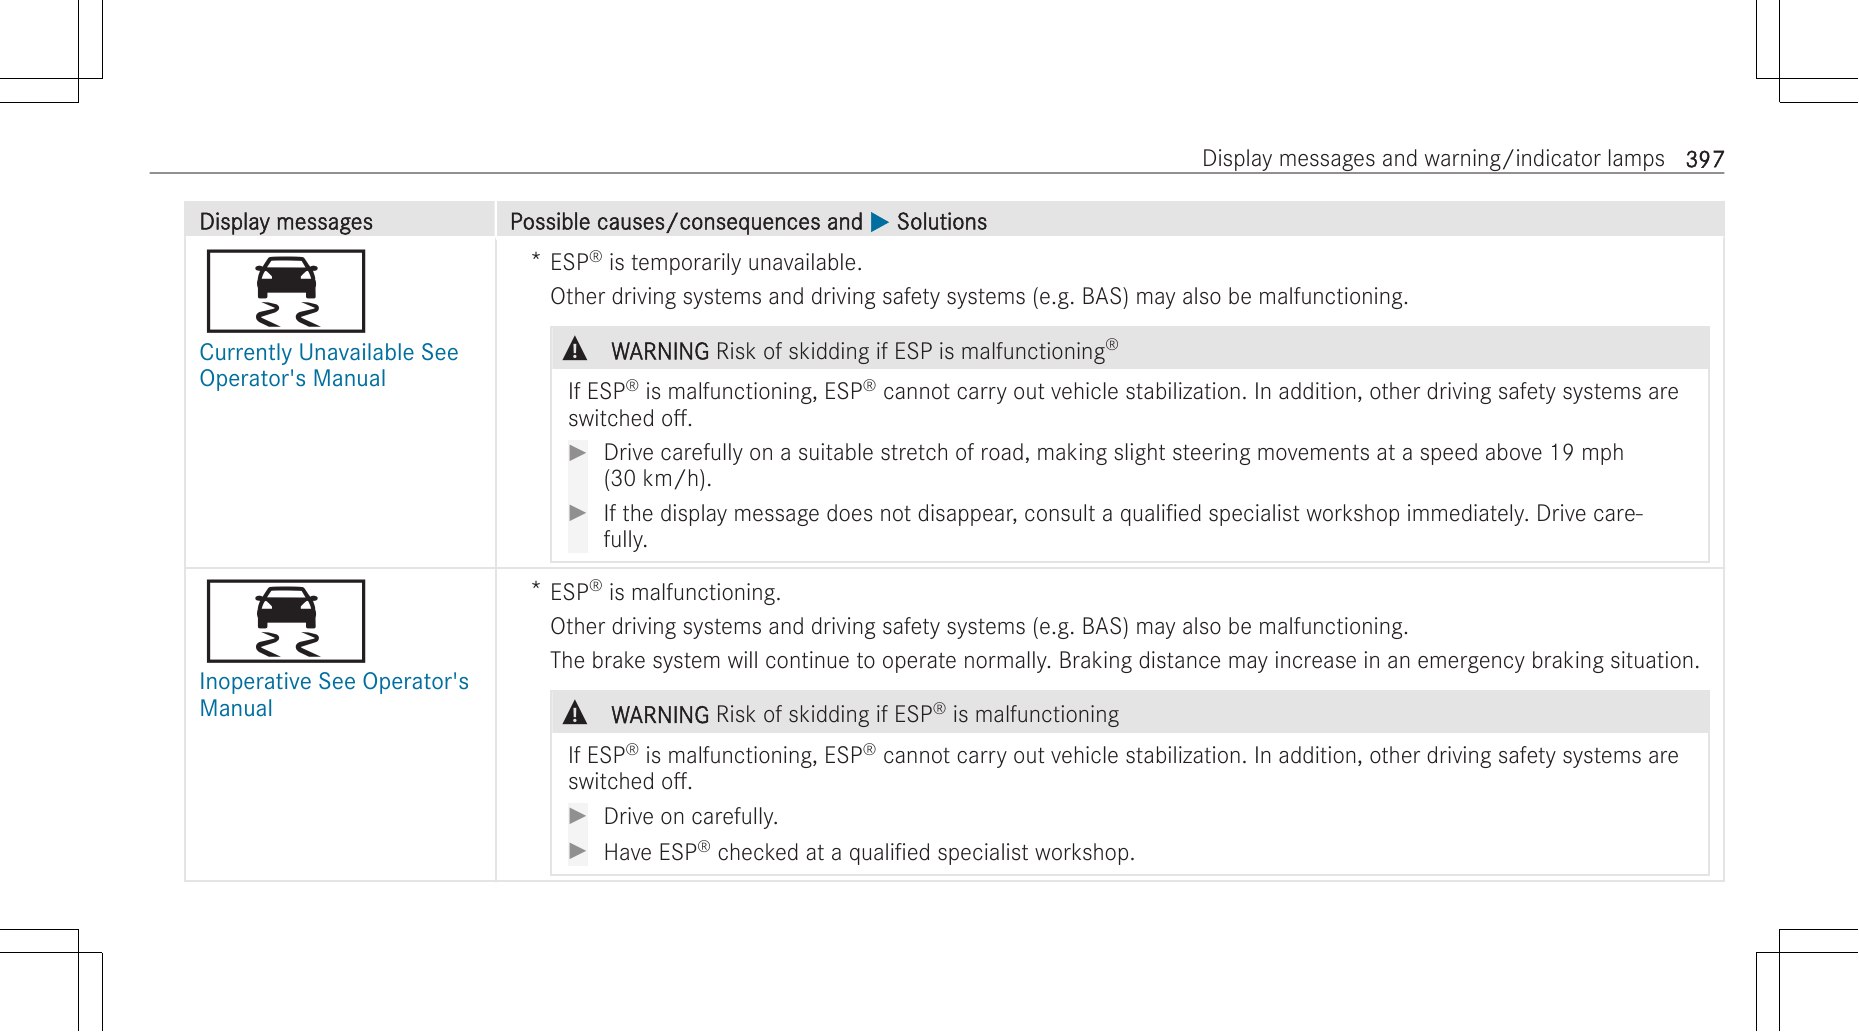 Display messages and warning/indicator lamps 397
Display messages
Possible causes/consequences and ▶ Solutions
Currently Unavailable See
Operator's Manual
* ESP® is temporarily unavailable.
Other driving systems and driving safety systems (e.g. BAS) may also be malfunctioning.
WARNING Risk of skidding if ESP is malfunctioning®
If ESP® is malfunctioning, ESP® cannot carry out vehicle stabilization. In addition, other driving safety systems are
switched off.
▶ Drive carefully on a suitable stretch of road, making slight steering movements at a speed above 19 mph
(30 km/h).
▶ If the display message does not disappear, consult a qualified specialist workshop immediately. Drive care-
fully.
Inoperative See Operator's
Manual
* ESP® is malfunctioning.
Other driving systems and driving safety systems (e.g. BAS) may also be malfunctioning.
The brake system will continue to operate normally. Braking distance may increase in an emergency braking situation.
WARNING Risk of skidding if ESP® is malfunctioning
If ESP® is malfunctioning, ESP® cannot carry out vehicle stabilization. In addition, other driving safety systems are
switched off.
▶ Drive on carefully.
▶ Have ESP® checked at a qualified specialist workshop.